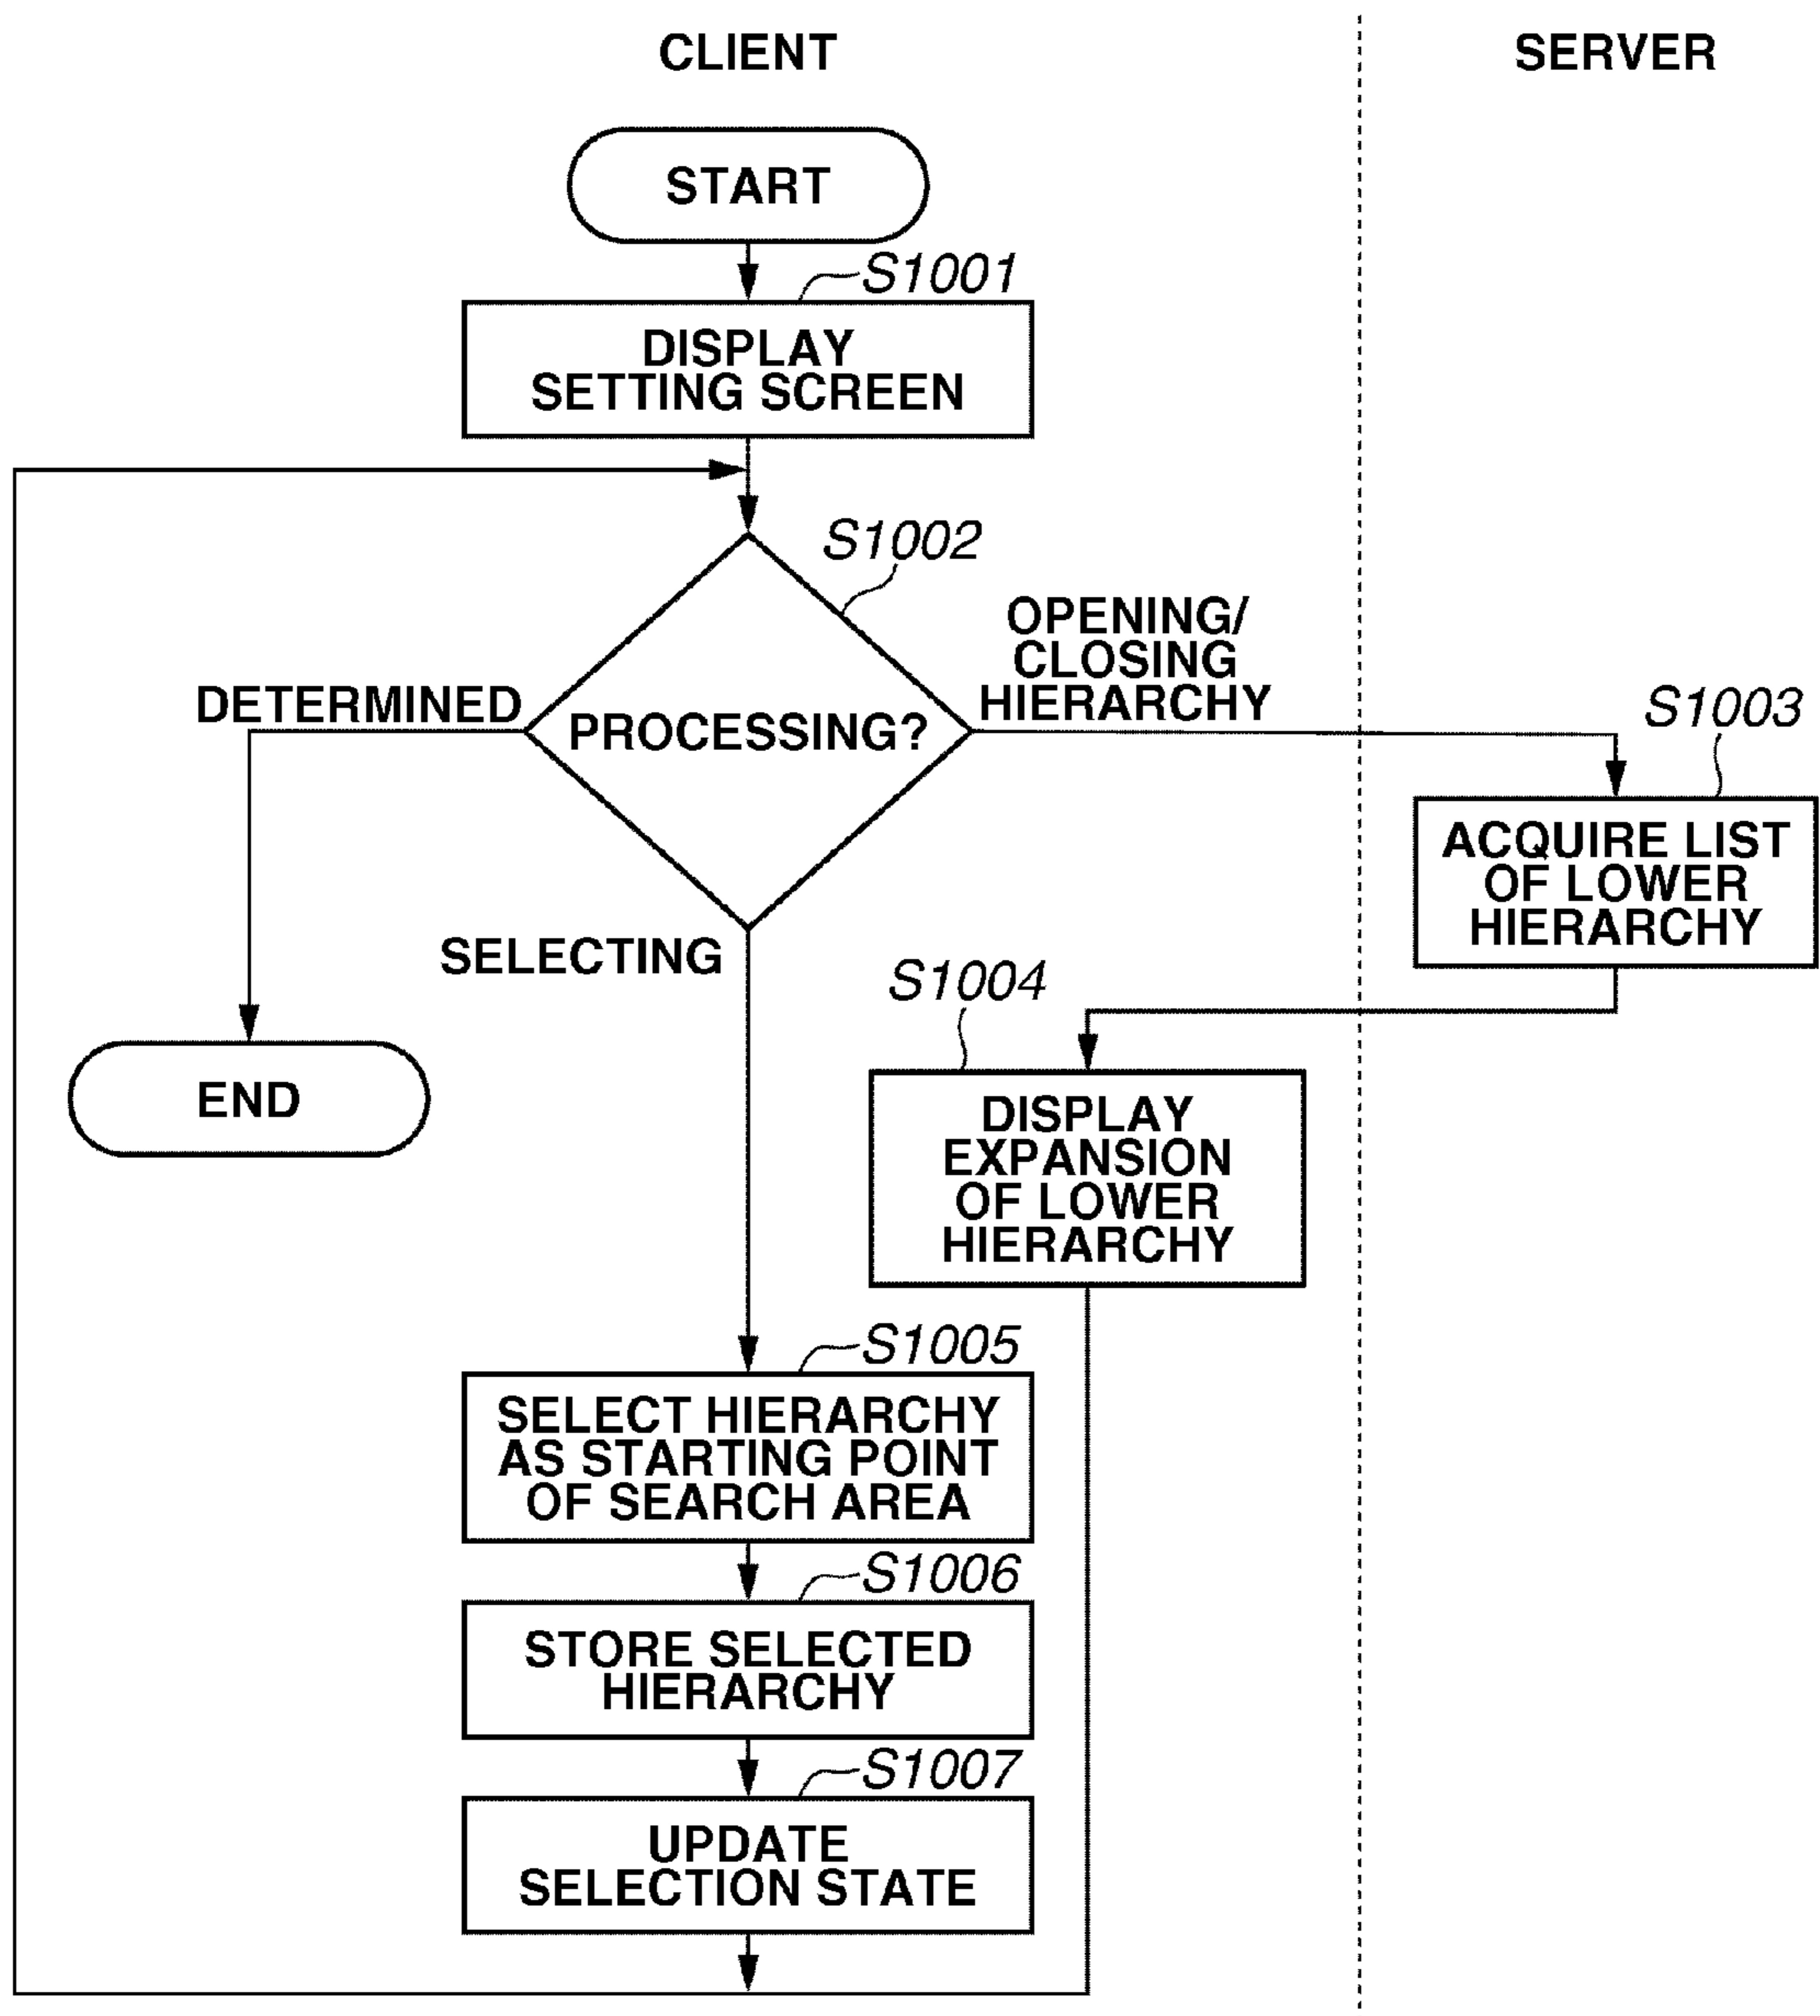 CLIENT
SERVER
START
S1001
DISPLAY
SETTING SCREEN
S1002
OPENING/
CLOSING
HIERARCHY
DETERMINED
PROCESSING?
S1003
ACQUIRE LIST
OF LOWER
HIERARCHY
SELECTING
S1004
END
DISPLAY
EXPANSION
OF LOWER
HIERARCHY
S1005
SELECT HIERARCHY
AS STARTING POINT
OF SEARCH AREA
S1006
STORE SELECTED
HIERARCHY
S1007
UPDATE
SELECTION STATE